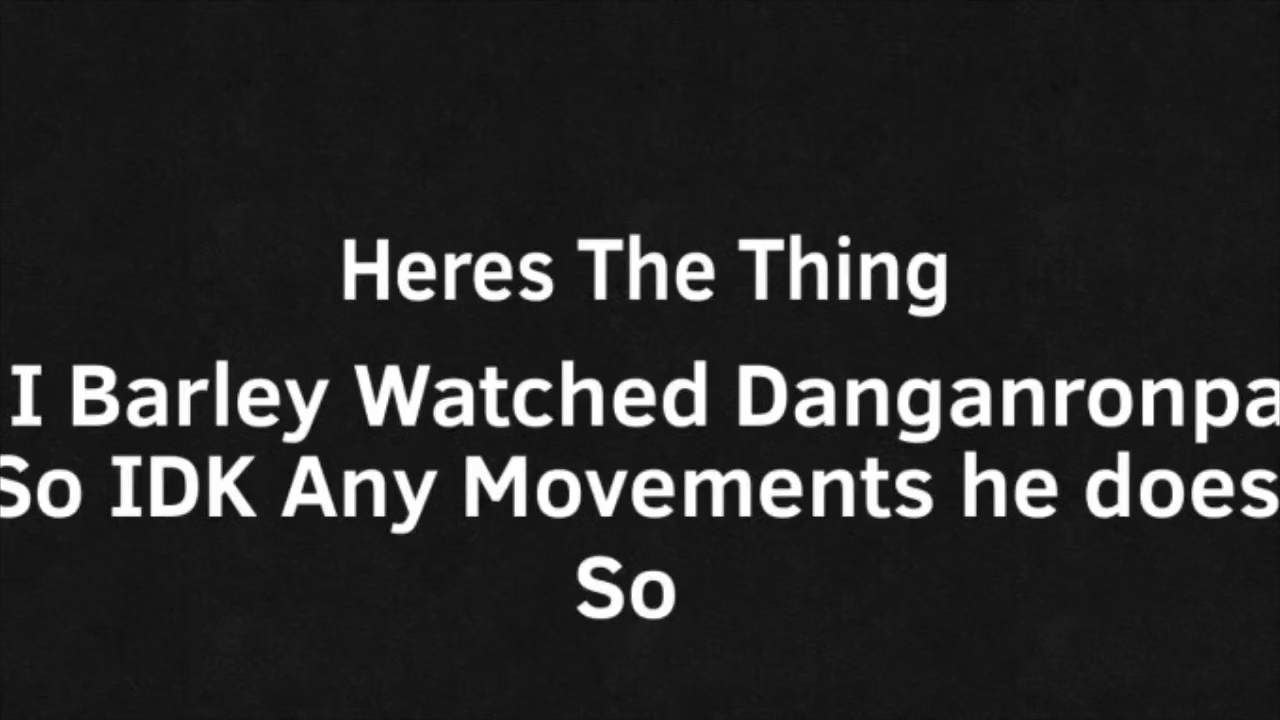 Heres The Thing
I Barley Watched Danganronpa
So IDK Any Movements he does
So